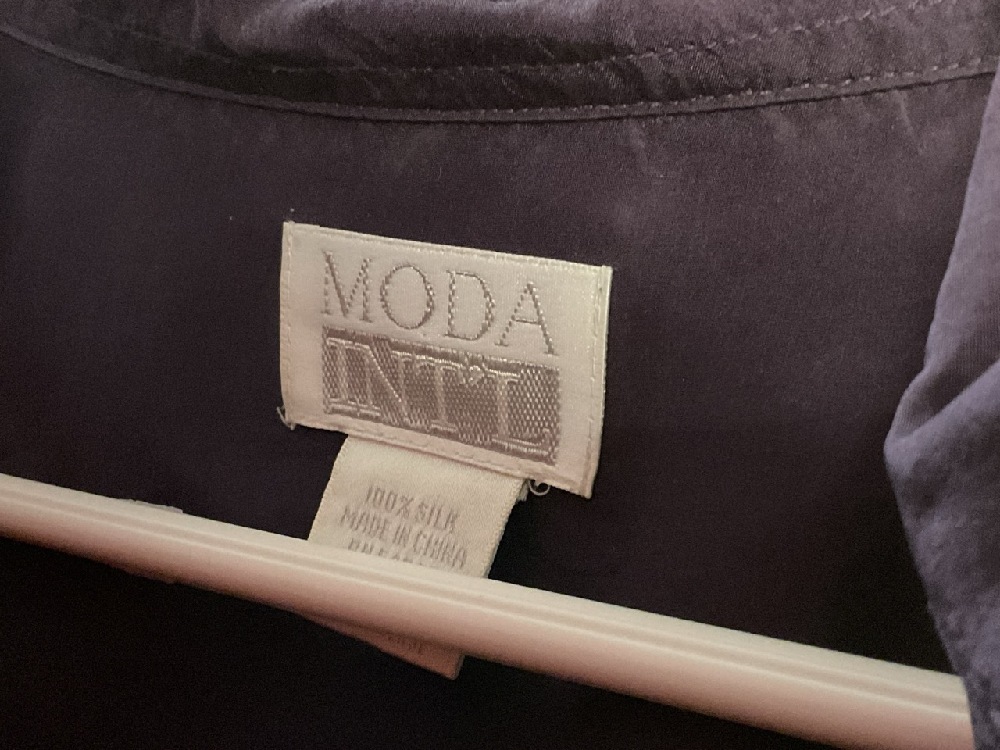 MODA
INT'L
100% SILK
MADE IN CHINA